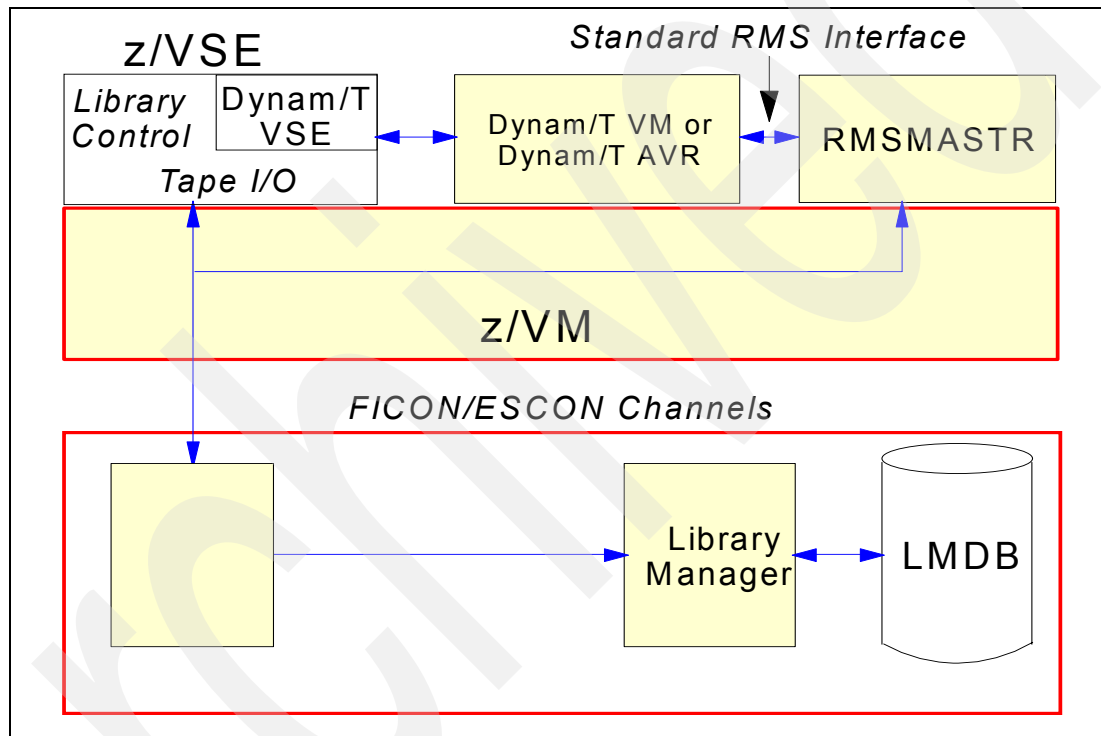 z/VSE
Standard RMS Interface
Library
Control
Dynam/T
VSE
Tape I/O
Dynam/T VM or
Dynam/T AVR
RMSMASTR
z/VM
FICON/ESCON Channels
Library
Manager
LMDB